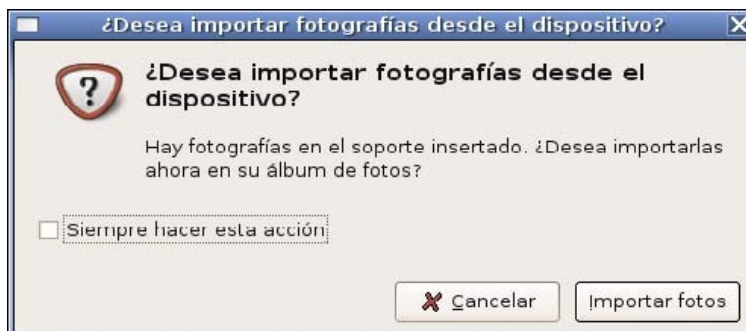 ¿Desea importar fotografías desde el dispositivo?
¿Desea importar fotografías desde el
dispositivo?
Hay fotografías en el soporte insertado. ¿Desea importarlas
ahora en su álbum de fotos?
Siempre hacer esta acción
Cancelar
Importar fotos